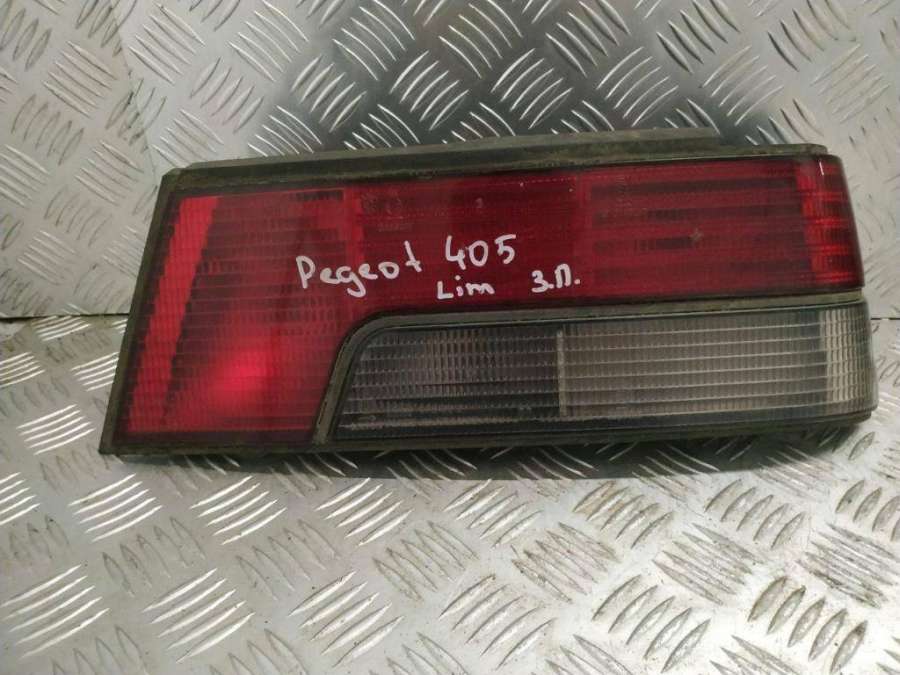 Pegeot 405
Lim з.п.